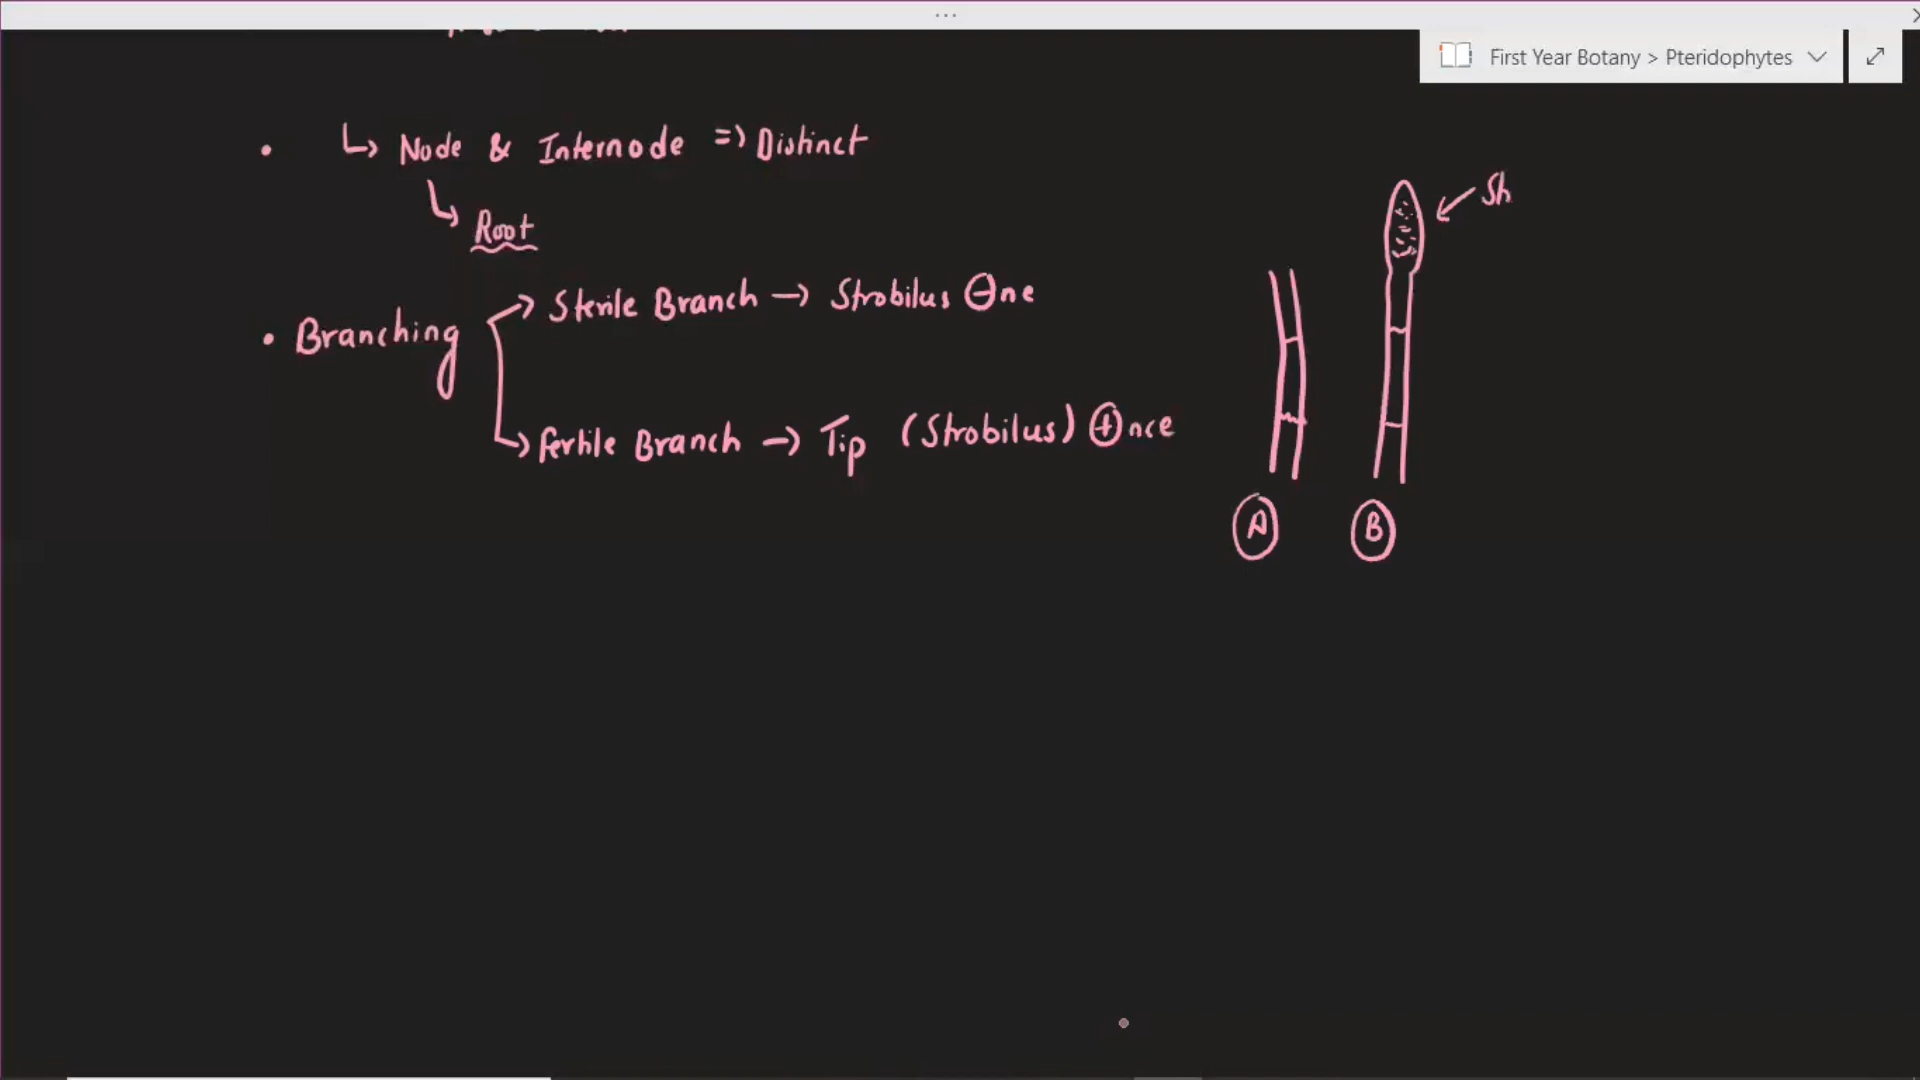 ...
First Year Botany > Pteridophytes
• ↳ Node & Internode => Distinct
↳ Root
Sh
• Branching → Sterile Branch → Strobilus ⊖ne
↳ Fertile Branch → Tip (Strobilus) ⊕nce
A
B